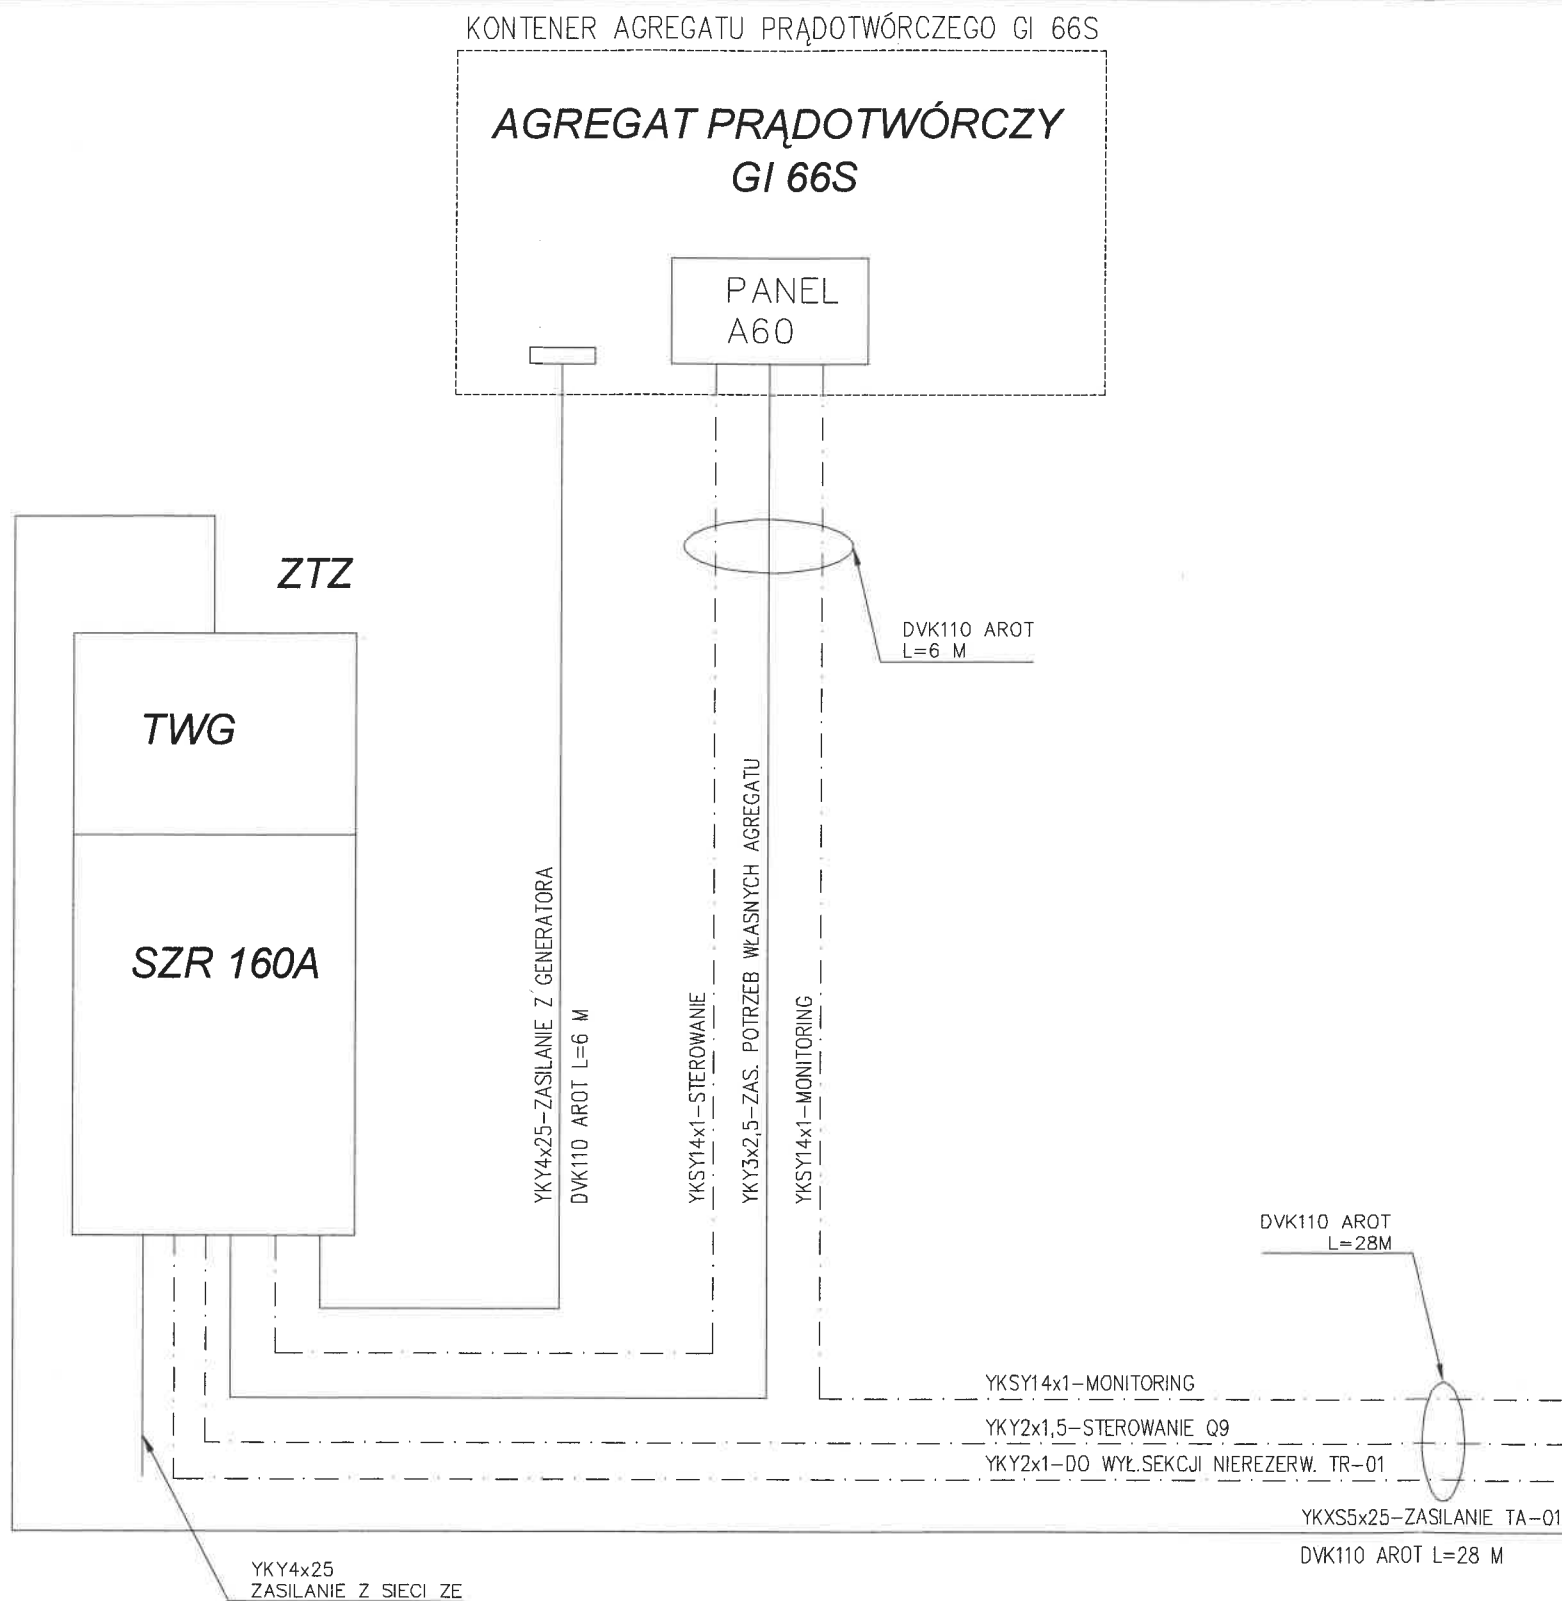 KONTENER AGREGATU PRĄDOTWÓRCZEGO GI 66S
AGREGAT PRĄDOTWÓRCZY
GI 66S
PANEL
A60
ZTZ
DVK110 AROT
L=6 M
TWG
SZR 160A
YKY4x25-ZASILANIE Z GENERATORA
DVK110 AROT L=6 M
YKSY14x1-STEROWANIE
YKY3x2,5-ZAS. POTRZEB WŁASNYCH AGREGATU
YKSY14x1-MONITORING
DVK110 AROT
L=28M
YKSY14x1-MONITORING
YKY2x1,5-STEROWANIE Q9
YKY2x1-DO WYŁ.SEKCJI NIEREZERW. TR-01
YKXS5x25-ZASILANIE TA-01
DVK110 AROT L=28 M
YKY4x25
ZASILANIE Z SIECI ZE